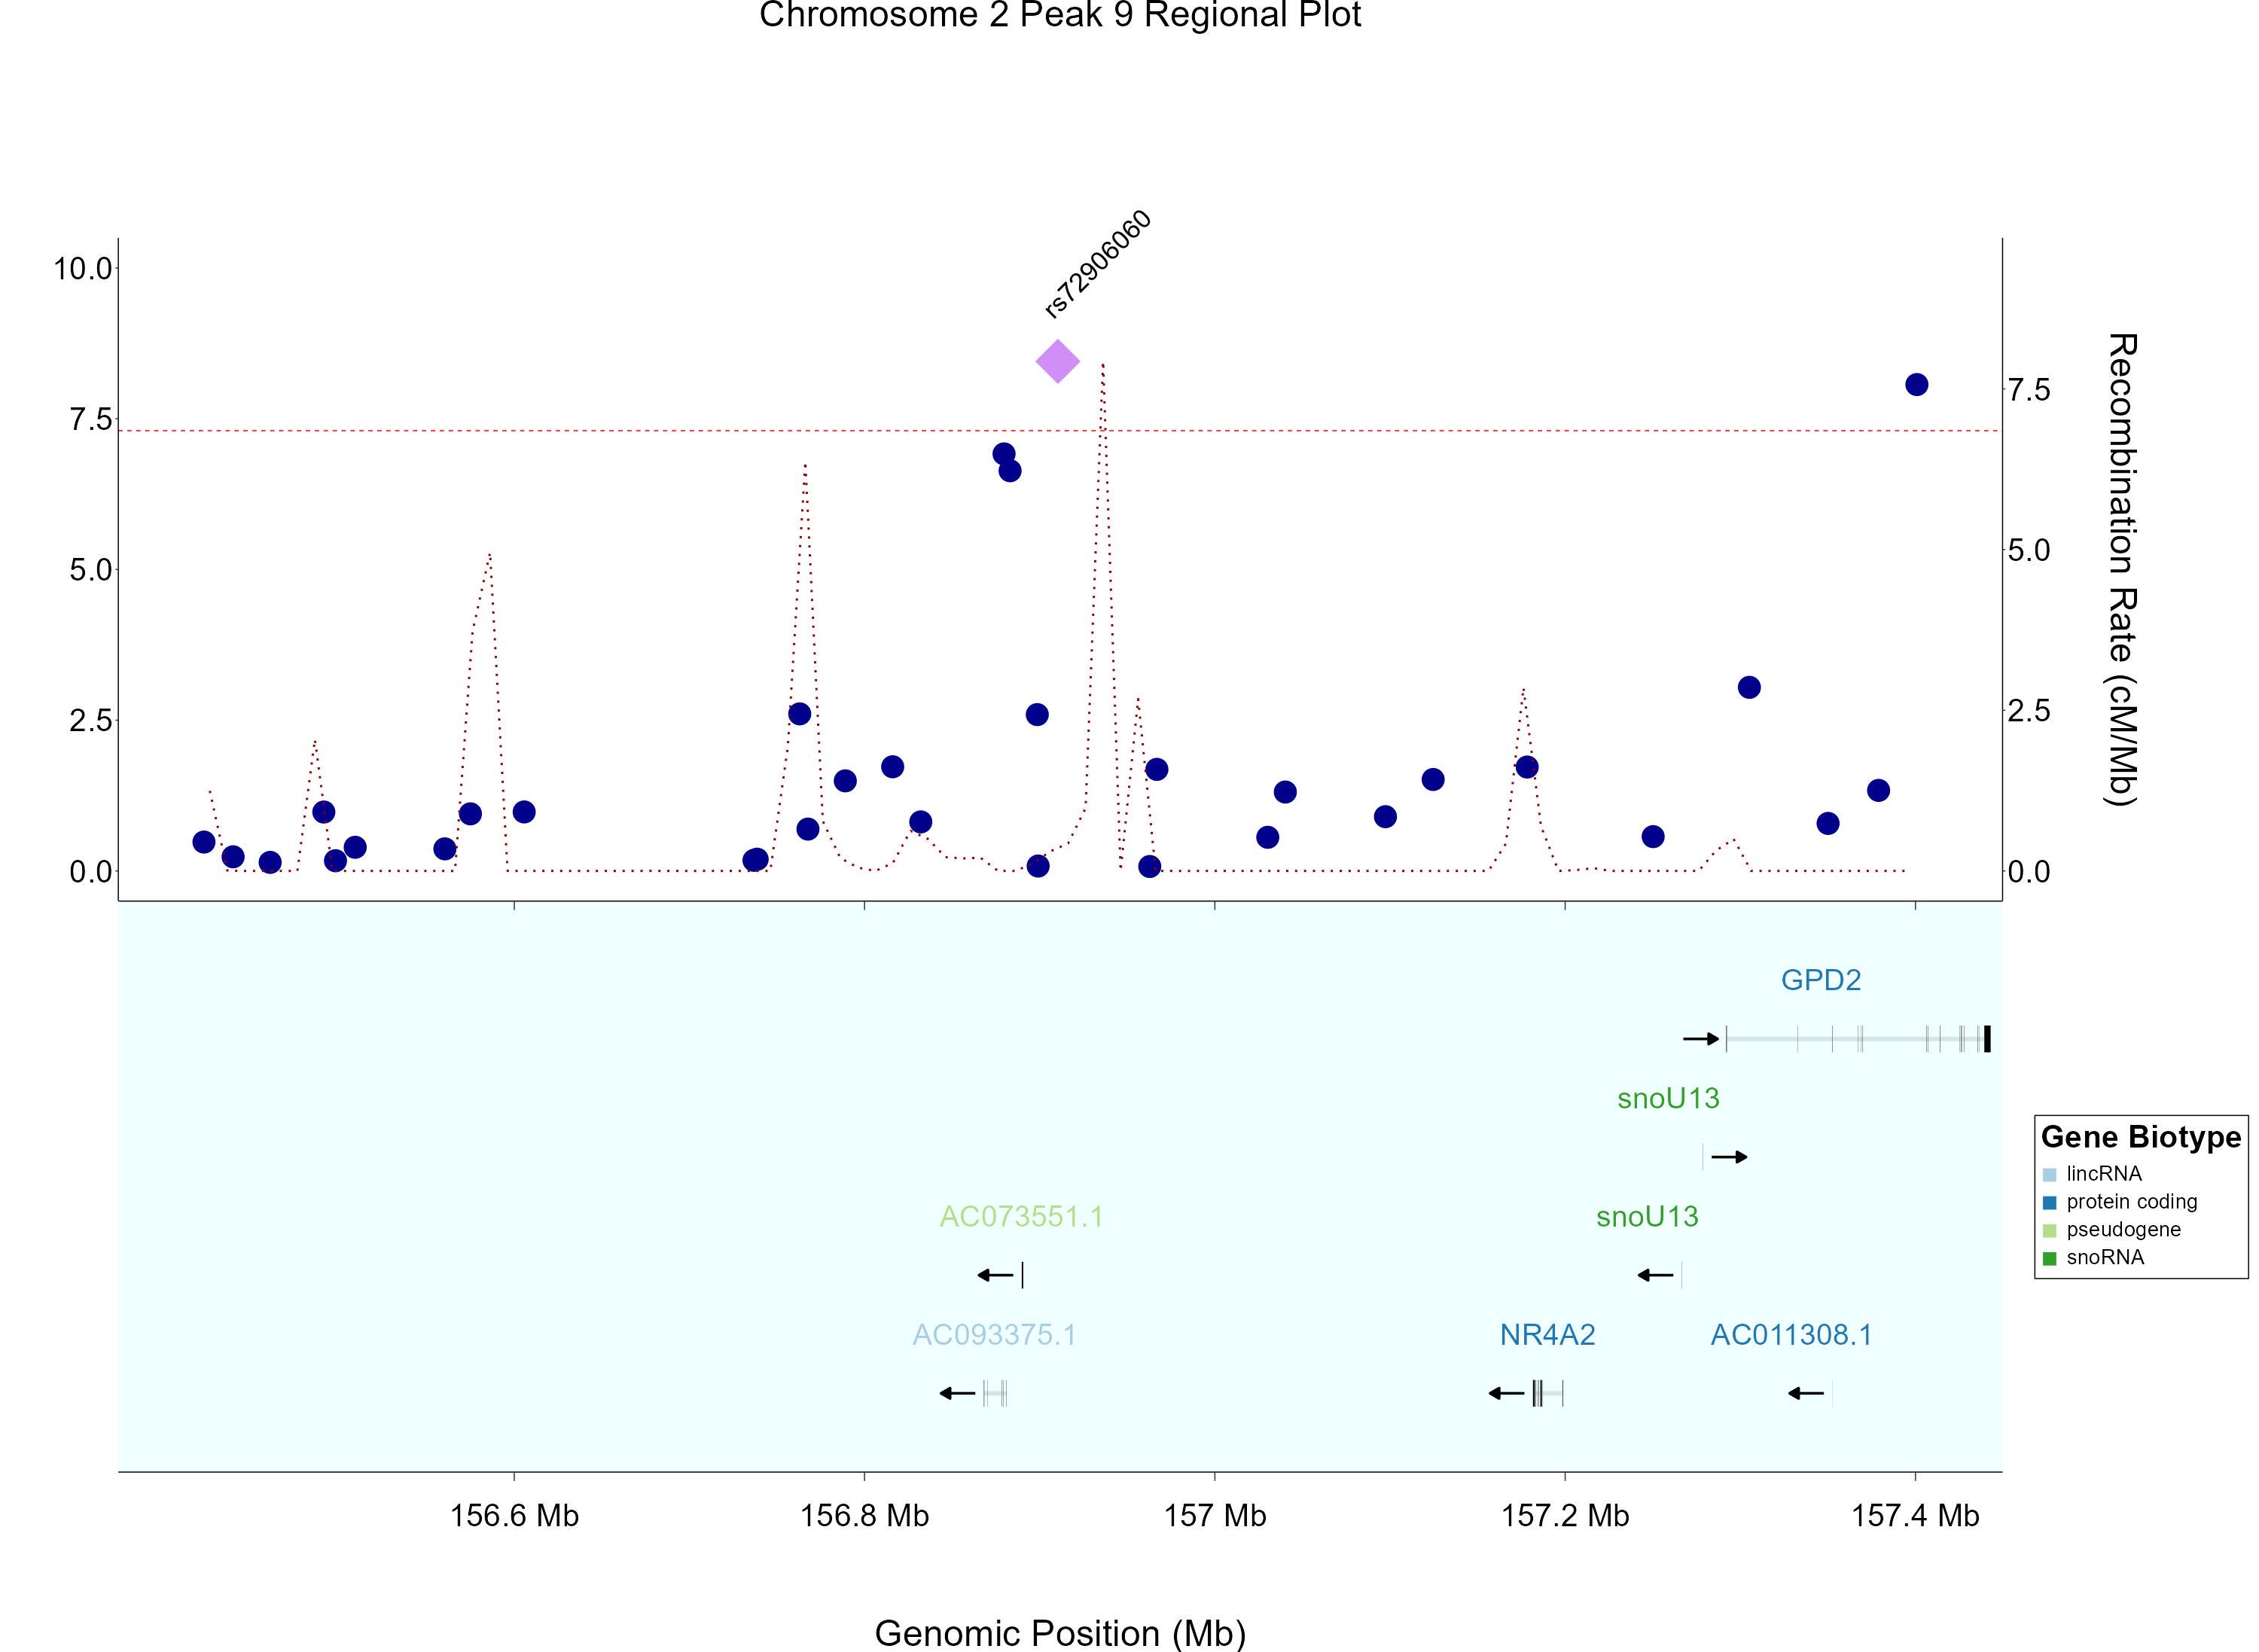 Chromosome 2 Peak 9 Regional Plot
rs72906060
10.0
7.5
5.0
2.5
0.0
7.5
5.0
2.5
0.0
Recombination Rate (cM/Mb)
GPD2
snoU13
AC073551.1
snoU13
AC093375.1
NR4A2
AC011308.1
Gene Biotype
lincRNA
protein coding
pseudogene
snoRNA
156.6 Mb
156.8 Mb
157 Mb
157.2 Mb
157.4 Mb
Genomic Position (Mb)